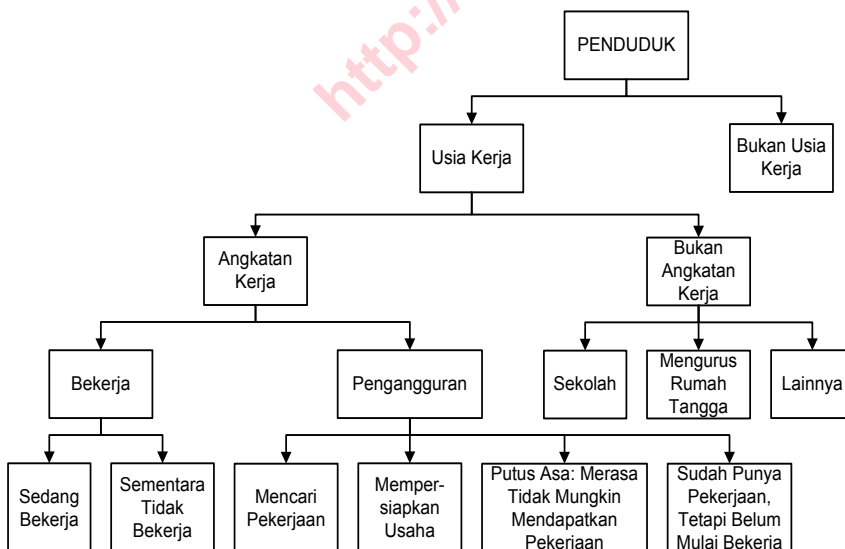 http://
PENDUDUK
Usia Kerja
Bukan Usia
Kerja
Angkatan
Kerja
Bukan
Angkatan
Kerja
Bekerja
Pengangguran
Sekolah
Mengurus
Rumah
Tangga
Lainnya
Sedang
Bekerja
Sementara
Tidak
Bekerja
Mencari
Pekerjaan
Memper-
siapkan
Usaha
Putus Asa: Merasa
Tidak Mungkin
Mendapatkan
Pekerjaan
Sudah Punya
Pekerjaan,
Tetapi Belum
Mulai Bekerja